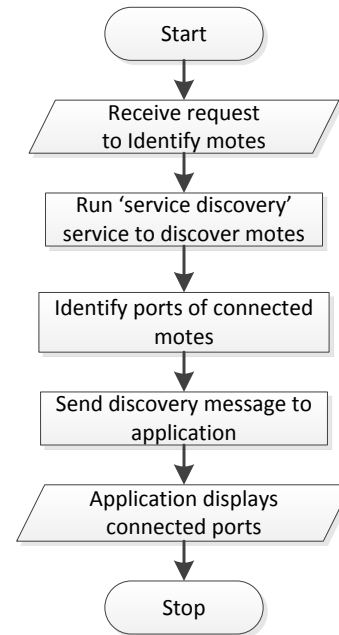 Start
Receive request
to Identify motes
Run ‘service discovery’
service to discover motes
Identify ports of connected
motes
Send discovery message to
application
Application displays
connected ports
Stop